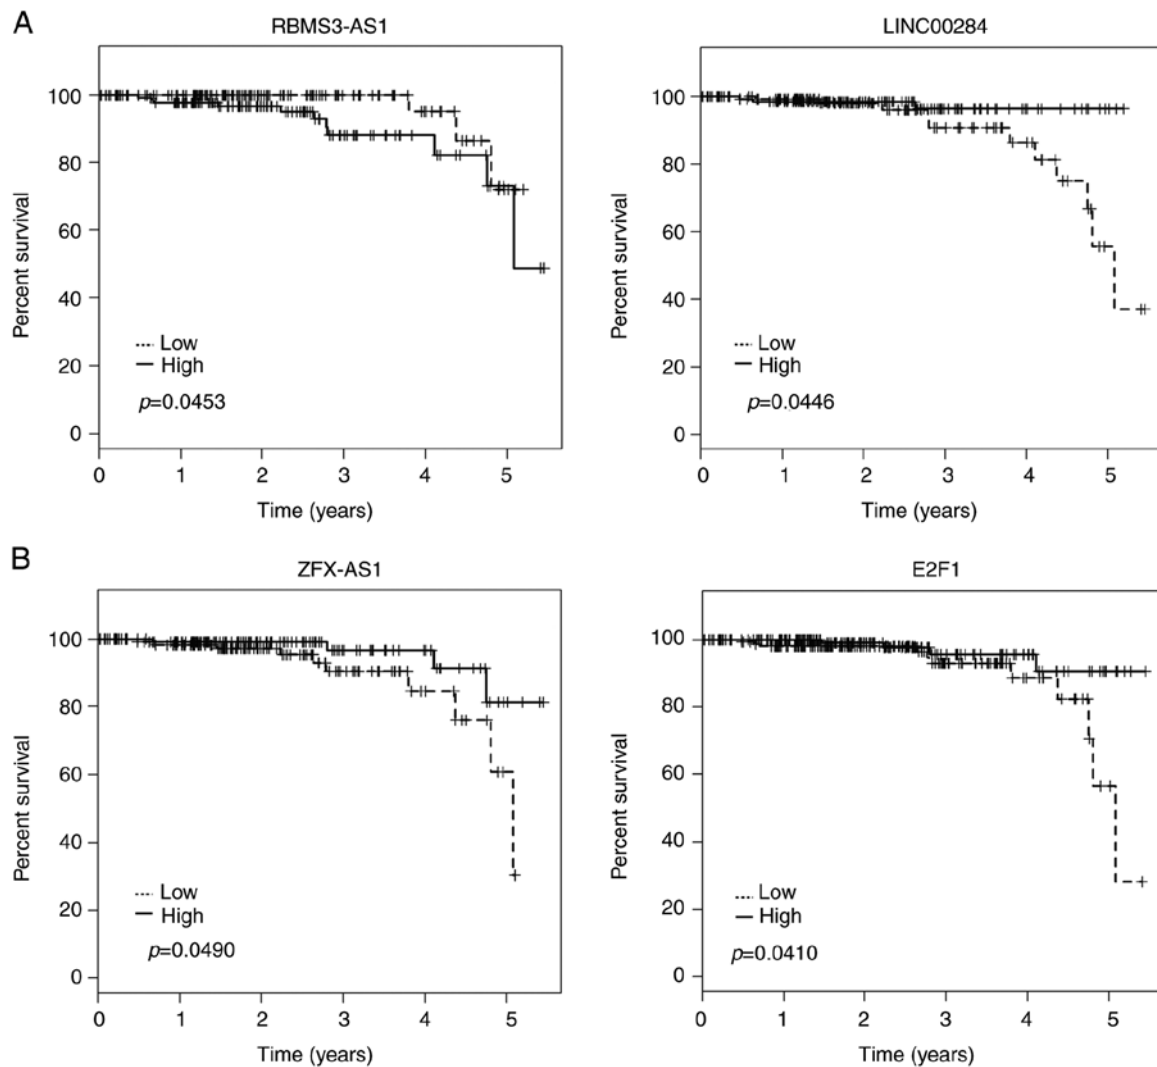 A
RBMS3-AS1
LINC00284
Percent survival
100
80
60
40
20
0
Low
High
p=0.0453
0 1 2 3 4 5
Time (years)
Percent survival
100
80
60
40
20
0
Low
High
p=0.0446
0 1 2 3 4 5
Time (years)
B
ZFX-AS1
E2F1
Percent survival
100
80
60
40
20
0
Low
High
p=0.0490
0 1 2 3 4 5
Time (years)
Percent survival
100
80
60
40
20
0
Low
High
p=0.0410
0 1 2 3 4 5
Time (years)